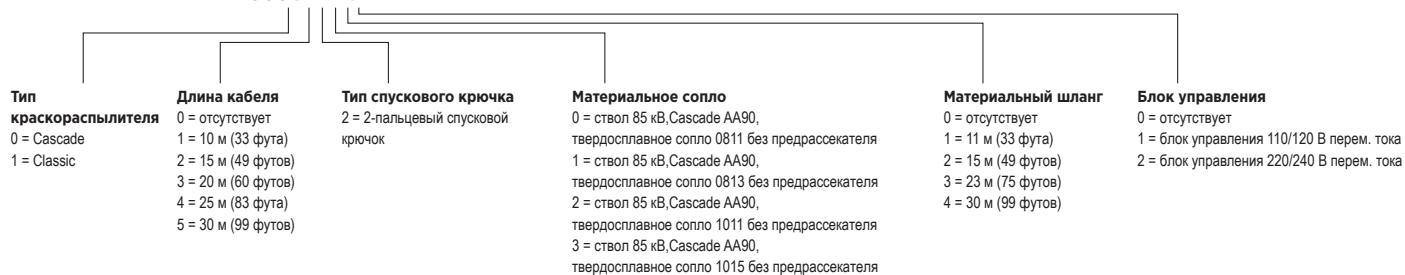 Тип
краскораспылителя
0 = Cascade
1 = Classic
Длина кабеля
0 = отсутствует
1 = 10 м (33 фута)
2 = 15 м (49 футов)
3 = 20 м (60 футов)
4 = 25 м (83 фута)
5 = 30 м (99 футов)
Тип спускового крючка
2 = 2-пальцевый спусковой
крючок
Материальное сопло
0 = ствол 85 кВ,Cascade AA90,
твердосплавное сопло 0811 без предрассекателя
1 = ствол 85 кВ,Cascade AA90,
твердосплавное сопло 0813 без предрассекателя
2 = ствол 85 кВ,Cascade AA90,
твердосплавное сопло 1011 без предрассекателя
3 = ствол 85 кВ,Cascade AA90,
твердосплавное сопло 1015 без предрассекателя
Материальный шланг
0 = отсутствует
1 = 11 м (33 фута)
2 = 15 м (49 футов)
3 = 23 м (75 футов)
4 = 30 м (99 футов)
Блок управления
0 = отсутствует
1 = блок управления 110/120 В перем. тока
2 = блок управления 220/240 В перем. тока